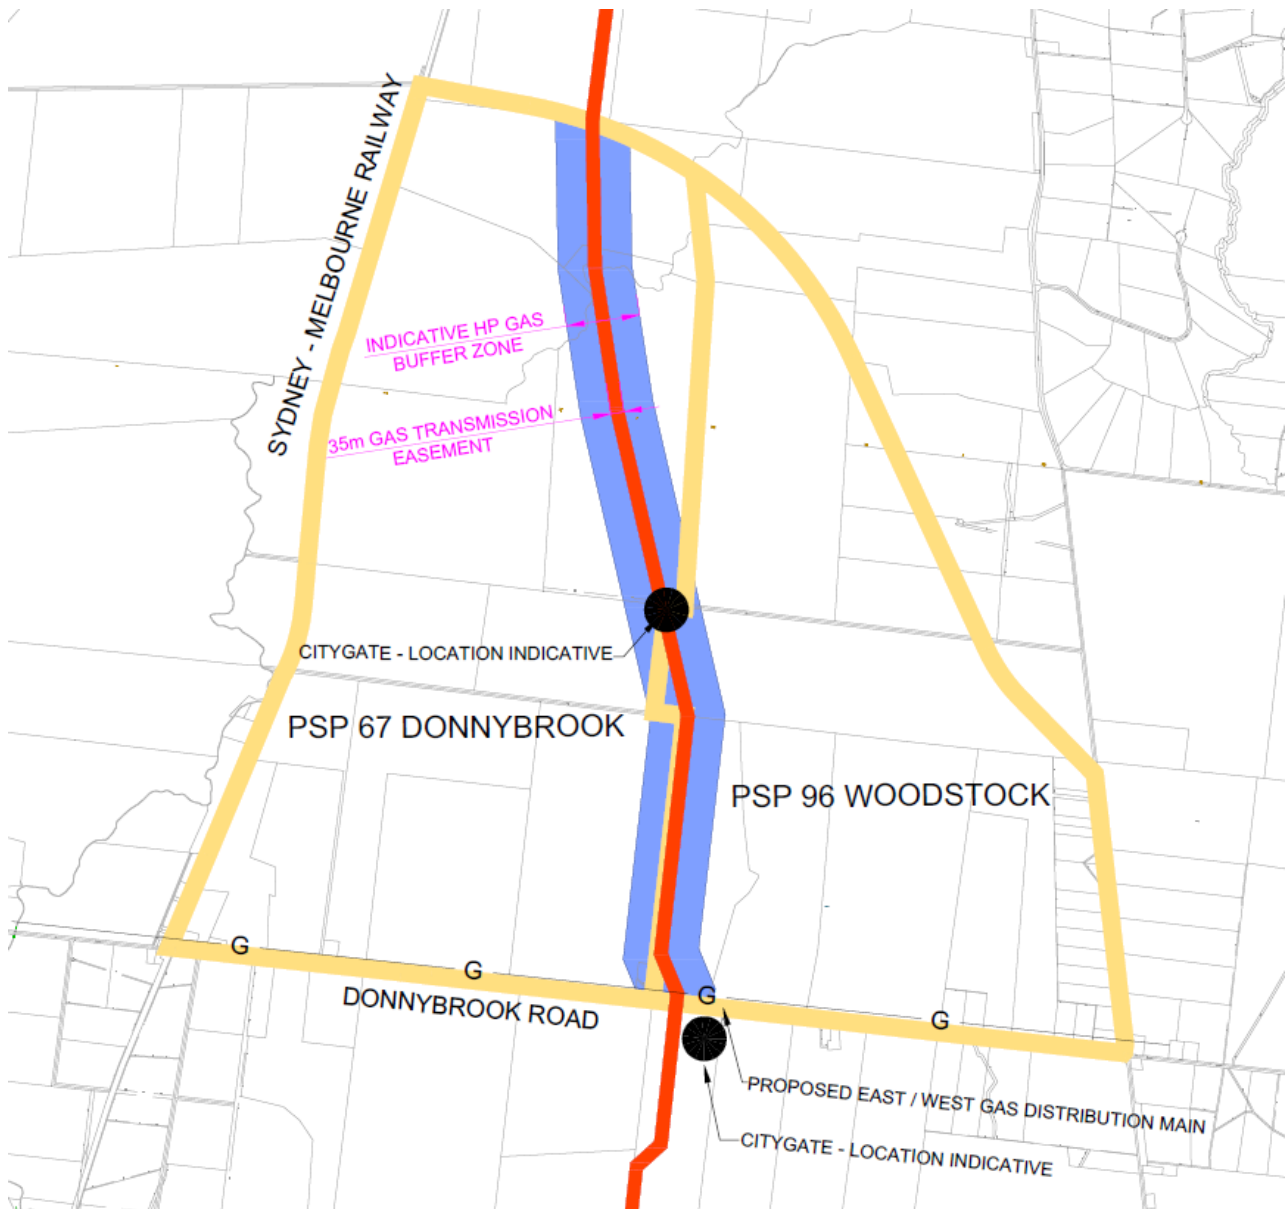 SYDNEY - MELBOURNE RAILWAY
INDICATIVE HP GAS
BUFFER ZONE
35m GAS TRANSMISSION
EASEMENT
CITYGATE - LOCATION INDICATIVE
PSP 67 DONNYBROOK
PSP 96 WOODSTOCK
G
G
G
G
DONNYBROOK ROAD
PROPOSED EAST / WEST GAS DISTRIBUTION MAIN
CITYGATE - LOCATION INDICATIVE